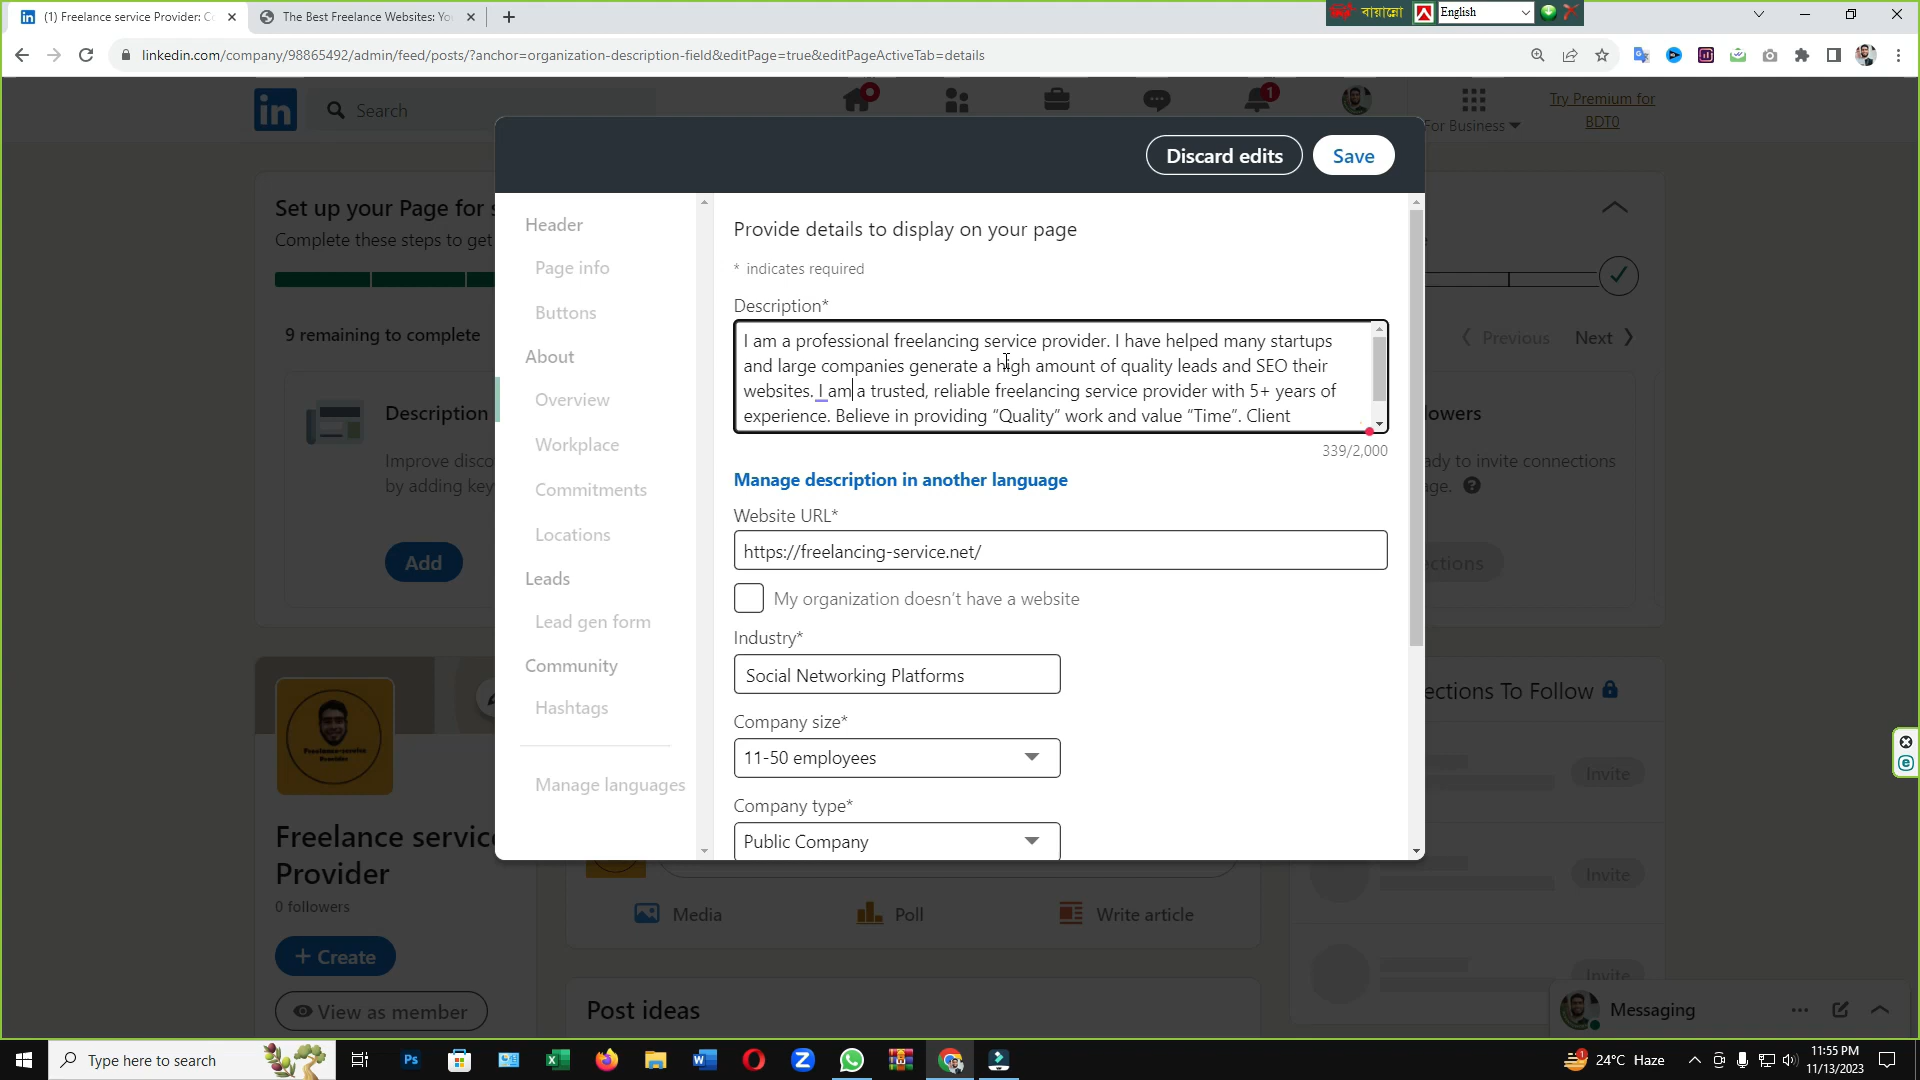 (1) Freelance service Provider: Co
The Best Freelance Websites: Yo
বায়ান্নো
English
linkedin.com/company/98865492/admin/feed/posts/?anchor=organization-description-field&editPage=true&editPageActiveTab=details
in
Search
1
For Business
Try Premium for
BDT0
Discard edits
Save
Set up your Page for s
Complete these steps to get
9 remaining to complete
Previous
Next
Description
Improve disco
by adding key
Add
Header
Page info
Buttons
About
Overview
Workplace
Commitments
Locations
Leads
Lead gen form
Community
Hashtags
Manage languages
Provide details to display on your page
* indicates required
Description*
I am a professional freelancing service provider. I have helped many startups
and large companies generate a high amount of quality leads and SEO their
websites. I am a trusted, reliable freelancing service provider with 5+ years of
experience. Believe in providing “Quality” work and value “Time”. Client
339/2,000
Manage description in another language
Website URL*
https://freelancing-service.net/
My organization doesn't have a website
Industry*
Social Networking Platforms
Company size*
11-50 employees
Company type*
Public Company
owers
dy to invite connections
ge.
ctions
ections To Follow
Invite
Invite
Invite
Freelance-service
Provider
Freelance servic
Provider
0 followers
+ Create
View as member
Media
Poll
Write article
Post ideas
Messaging
Type here to search
Ps
24°C Haze
11:55 PM
11/13/2023